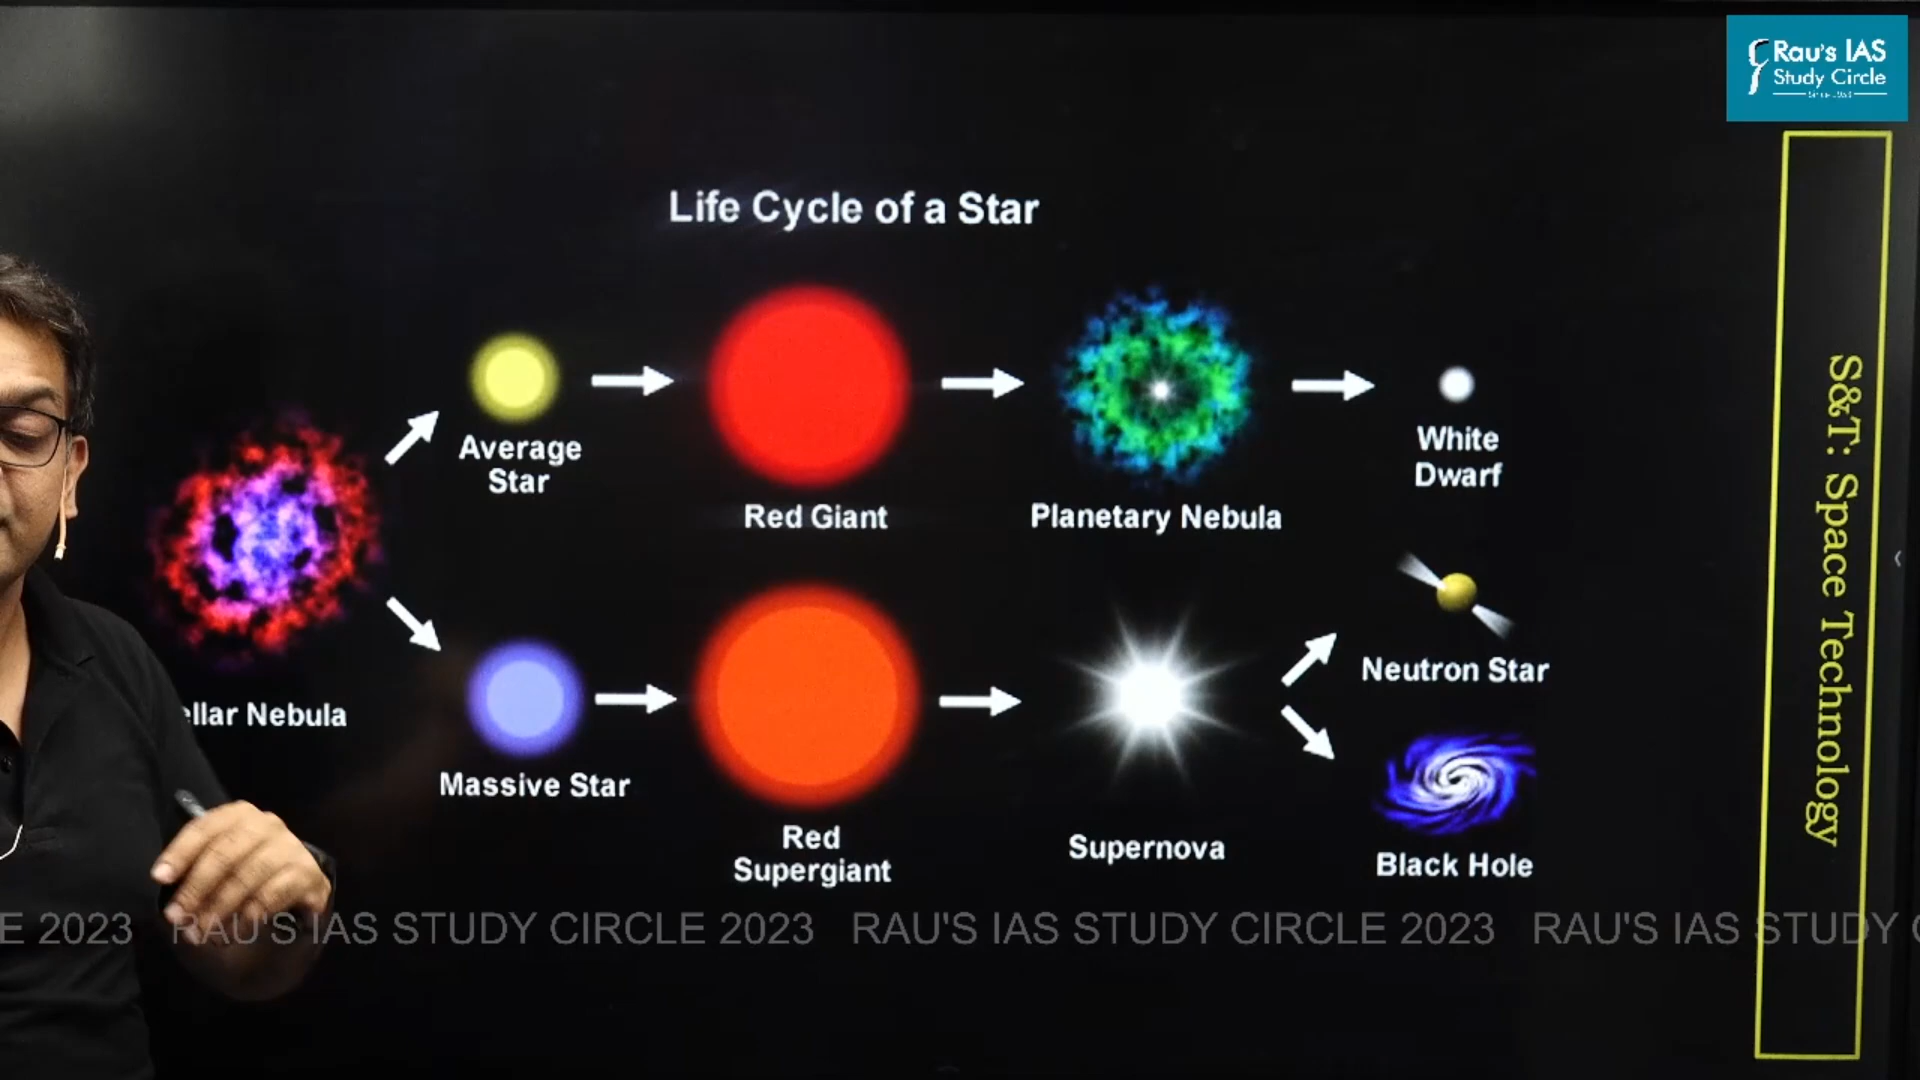 Rau's IAS
Study Circle
Life Cycle of a Star
Average
Star
Red Giant
Planetary Nebula
White
Dwarf
Neutron Star
ellar Nebula
Massive Star
Red
Supergiant
Supernova
Black Hole
S&T: Space Technology
E 2023 RAU'S IAS STUDY CIRCLE 2023 RAU'S IAS STUDY CIRCLE 2023 RAU'S IAS STUDY C